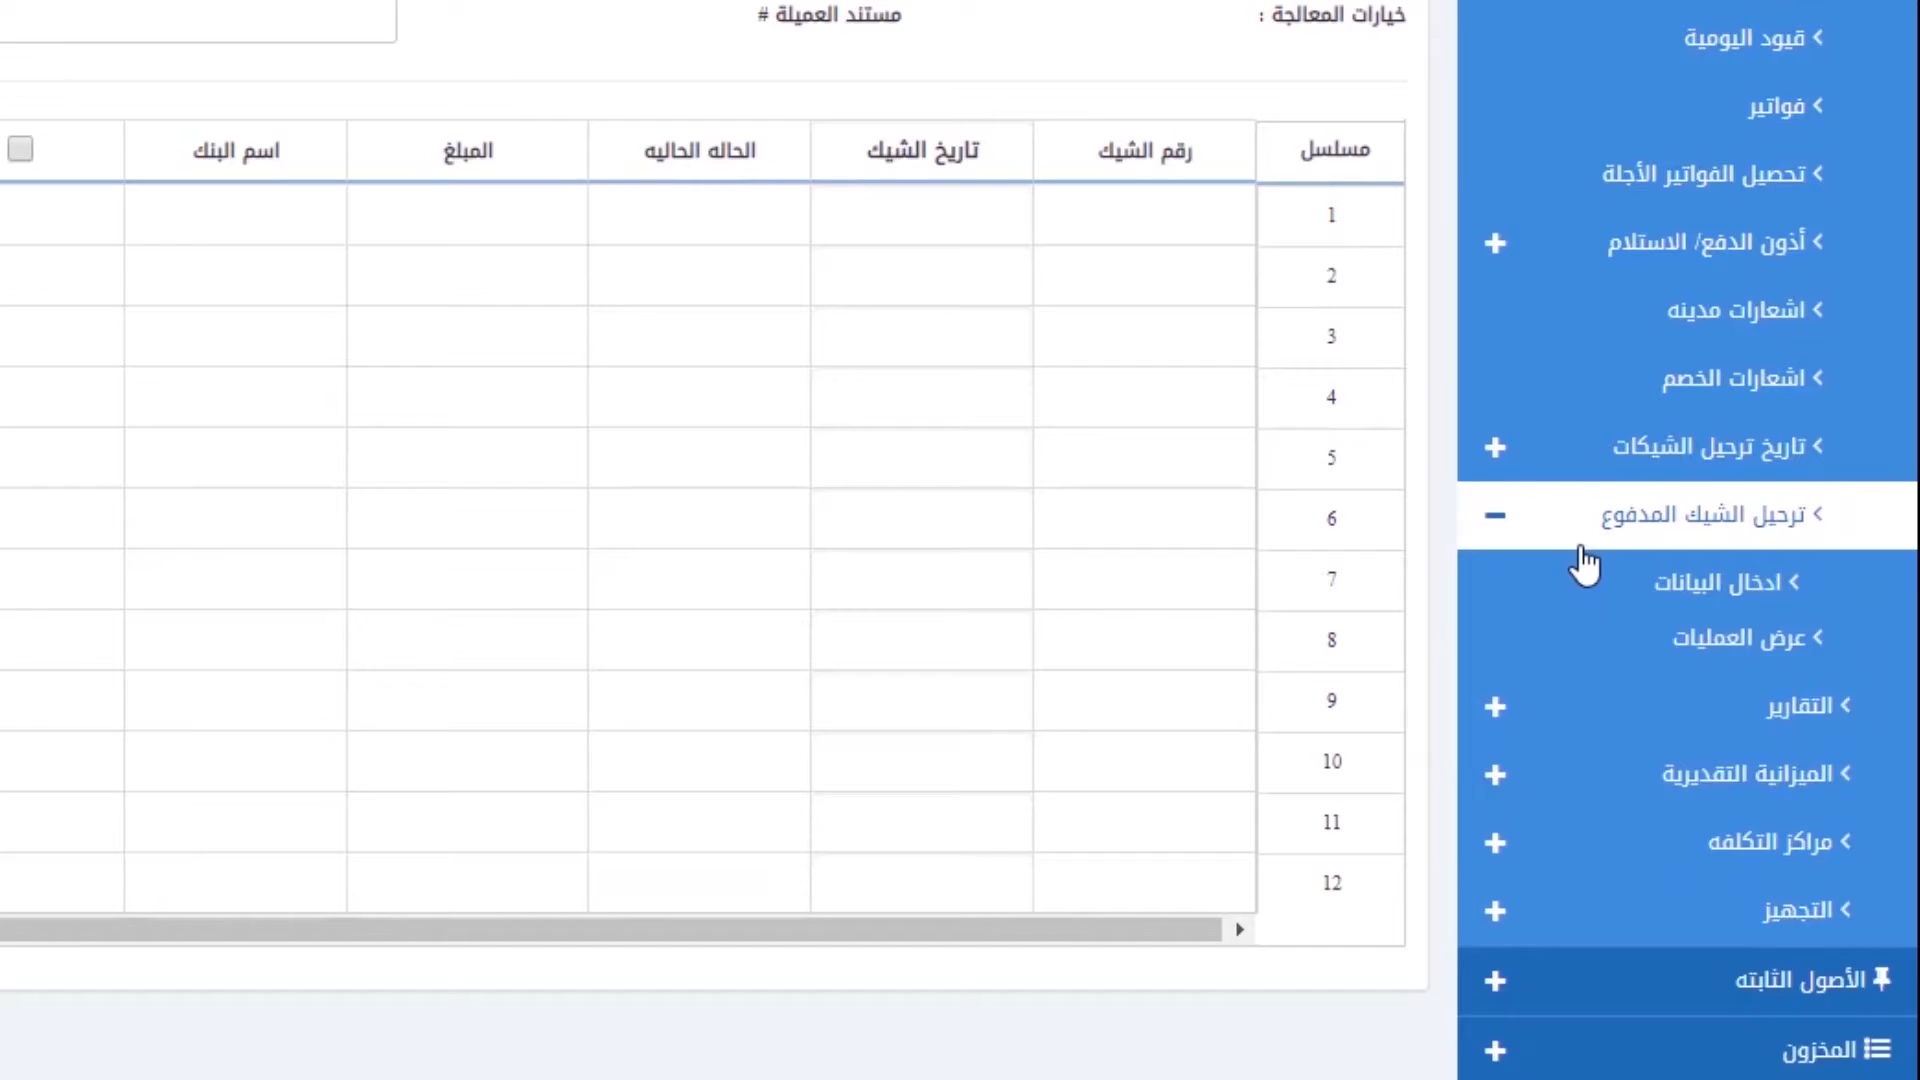 خيارات المعالجة :
مستند العميلة #
مسلسل
رقم الشيك
تاريخ الشيك
الحاله الحاليه
المبلغ
اسم البنك
1
2
3
4
5
6
7
8
9
10
11
12
قيود اليومية
فواتير
تحصيل الفواتير الأجلة
أذون الدفع/ الاستلام
اشعارات مدينه
اشعارات الخصم
تاريخ ترحيل الشيكات
ترحيل الشيك المدفوع
ادخال البيانات
عرض العمليات
التقارير
الميزانية التقديرية
مراكز التكلفه
التجهيز
الأصول الثابته
المخزون